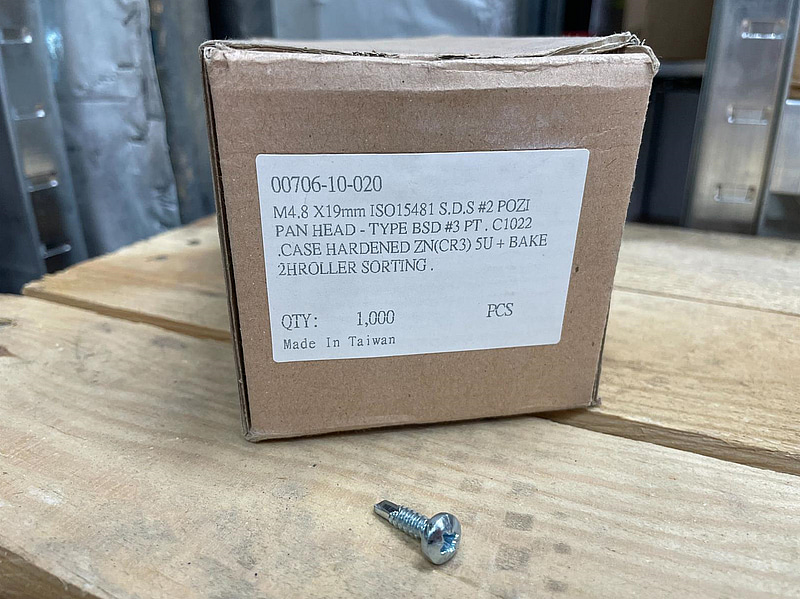 00706-10-020
M4.8 X19mm ISO15481 S.D.S #2 POZI
PAN HEAD - TYPE BSD #3 PT . C1022
.CASE HARDENED ZN(CR3) 5U + BAKE
2HROLLER SORTING .
QTY: 1,000 PCS
Made In Taiwan